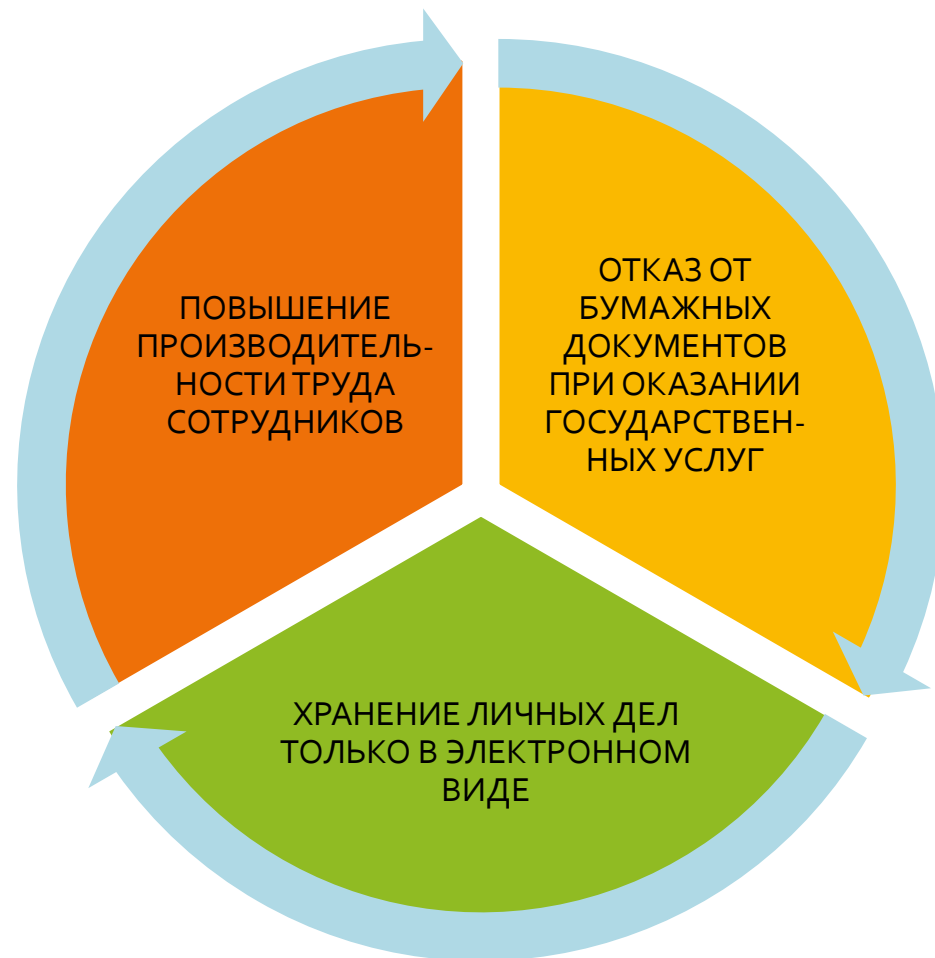 ПОВЫШЕНИЕ
ПРОИЗВОДИТЕЛЬ-
НОСТИ ТРУДА
СОТРУДНИКОВ
ОТКАЗ ОТ
БУМАЖНЫХ
ДОКУМЕНТОВ
ПРИ ОКАЗАНИИ
ГОСУДАРСТВЕН-
НЫХ УСЛУГ
ХРАНЕНИЕ ЛИЧНЫХ ДЕЛ
ТОЛЬКО В ЭЛЕКТРОННОМ
ВИДЕ